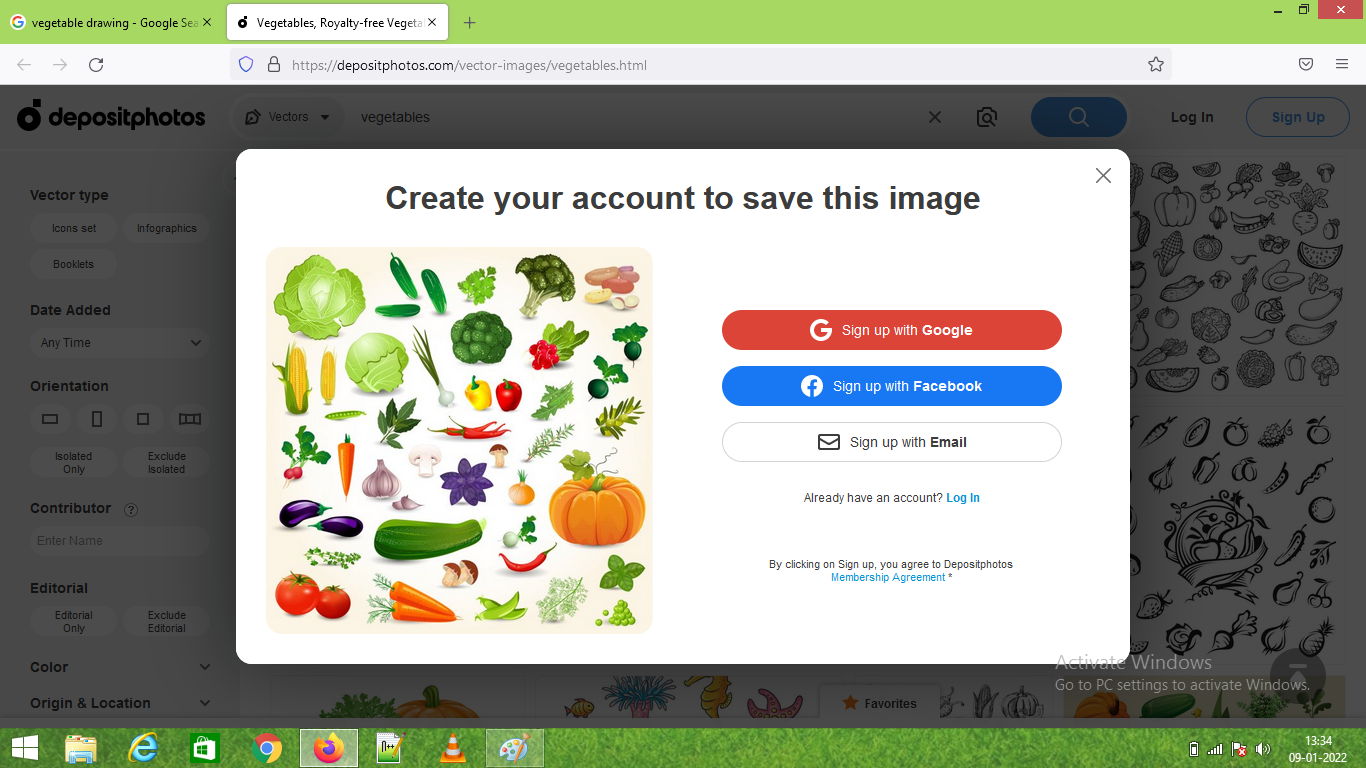 vegetable drawing - Google Sea
Vegetables, Royalty-free Vegeta
https://depositphotos.com/vector-images/vegetables.html
depositphotos
Vectors
vegetables
Log In
Sign Up
Vector type
Icons set
Infographics
Booklets
Date Added
Any Time
Orientation
Isolated
Only
Exclude
Isolated
Contributor
?
Enter Name
Editorial
Editorial
Only
Exclude
Editorial
Color
Origin & Location
Create your account to save this image
Sign up with Google
Sign up with Facebook
Sign up with Email
Already have an account? Log In
By clicking on Sign up, you agree to Depositphotos
Membership Agreement *
Favorites
Activate Windows
Go to PC settings to activate Windows.
13:34
09-01-2022